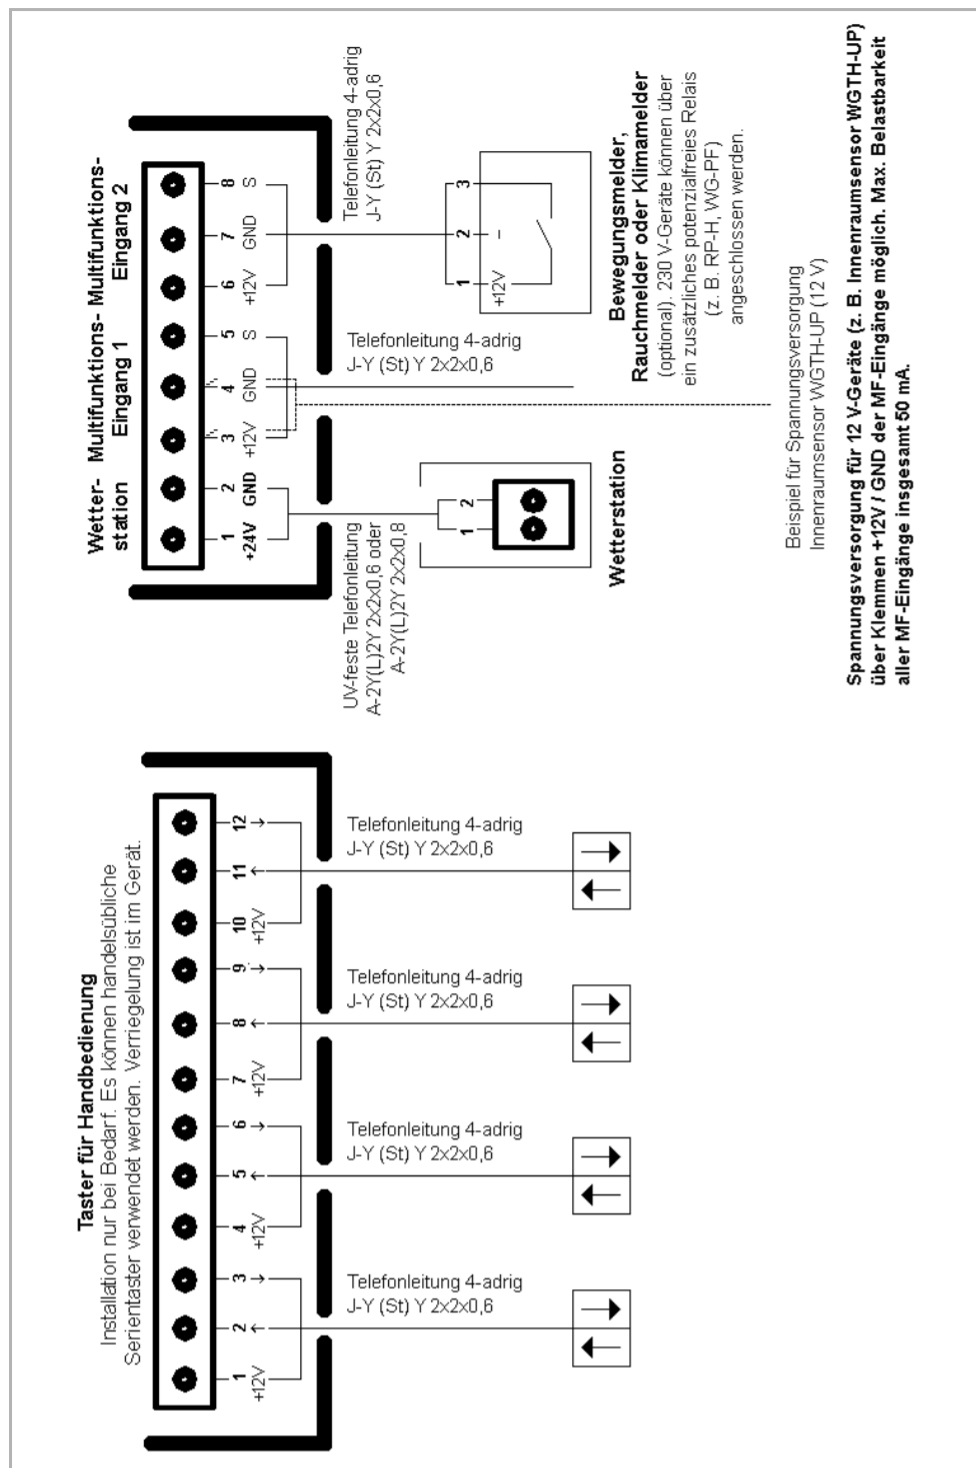 Taster für Handbedienung
Installation nur bei Bedarf. Es können handelsübliche
Serientaster verwendet werden. Verriegelung ist im Gerät.
1 2 3 4 5 6 7 8 9 10 11 12
+12V ← → +12V ← → +12V ← → +12V ← →
Telefonleitung 4-adrig
J-Y (St) Y 2x2x0,6
Telefonleitung 4-adrig
J-Y (St) Y 2x2x0,6
Telefonleitung 4-adrig
J-Y (St) Y 2x2x0,6
Telefonleitung 4-adrig
J-Y (St) Y 2x2x0,6
Wetter- Multifunktions- Multifunktions-
station Eingang 1 Eingang 2
1 2 3 4 5 6 7 8
+24V GND +12V GND S +12V GND S
UV-feste Telefonleitung
A-2Y(L)2Y 2x2x0,6 oder
A-2Y(L)2Y 2x2x0,8
1 2
Wetterstation
Telefonleitung 4-adrig
J-Y (St) Y 2x2x0,6
Telefonleitung 4-adrig
J-Y (St) Y 2x2x0,6
1 2 3
+12V -
Bewegungsmelder,
Rauchmelder oder Klimamelder
(optional). 230 V-Geräte können über
ein zusätzliches potenzialfreies Relais
(z. B. RP-H, WG-PF)
angeschlossen werden.
Beispiel für Spannungsversorgung
Innenraumsensor WGTH-UP (12 V)
Spannungsversorgung für 12 V-Geräte (z. B. Innenraumsensor WGTH-UP)
über Klemmen +12V / GND der MF-Eingänge möglich. Max. Belastbarkeit
aller MF-Eingänge insgesamt 50 mA.